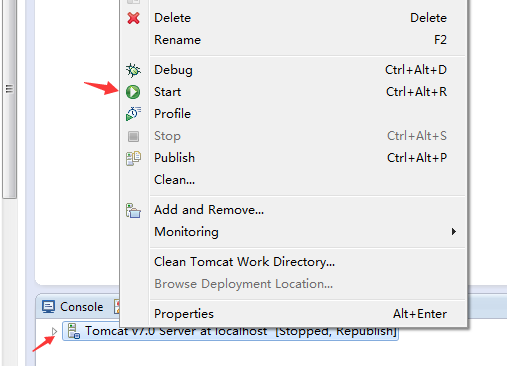 Delete Delete
Rename F2
Debug Ctrl+Alt+D
Start Ctrl+Alt+R
Profile
Stop Ctrl+Alt+S
Publish Ctrl+Alt+P
Clean...
Add and Remove...
Monitoring
Clean Tomcat Work Directory...
Browse Deployment Location...
Properties Alt+Enter
Console
Tomcat v7.0 Server at localhost [Stopped, Republish]